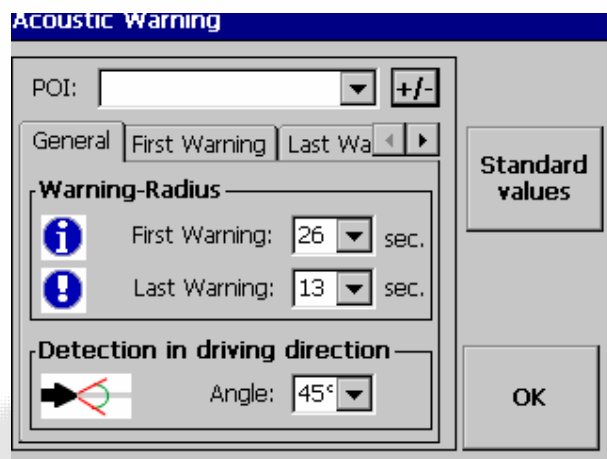 Acoustic Warning
POI:
+/-
General
First Warning
Last Wa
Standard
values
Warning-Radius
First Warning: 26 sec.
Last Warning: 13 sec.
Detection in driving direction
Angle: 45°
OK